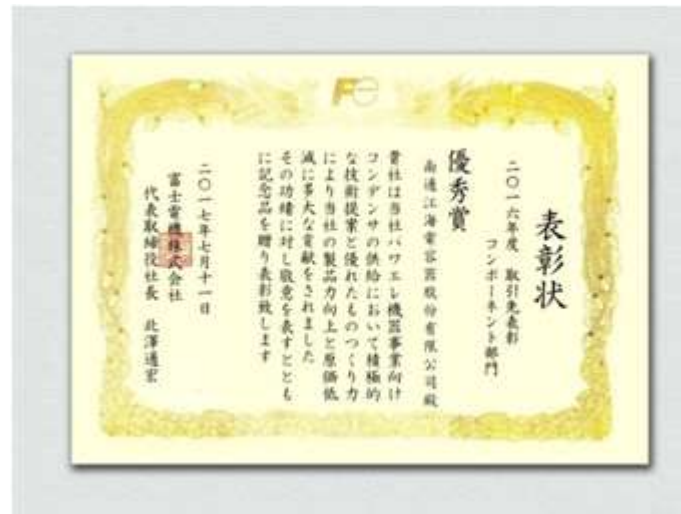 Fe
表彰状
二〇一六年度 取引先表彰
コンポーネント部門
優秀賞
南通江海電容器股份有限公司殿
貴社は当社パワエレ機器事業向け
コンデンサの供給において積極的
な技術提案と優れたものつくり力
により当社の製品力向上と原価低
減に多大な貢献をされました
その功績に対し敬意を表すととも
に記念品を贈り表彰致します
二〇一七年七月十一日
富士電機株式会社
代表取締役社長 北澤通宏